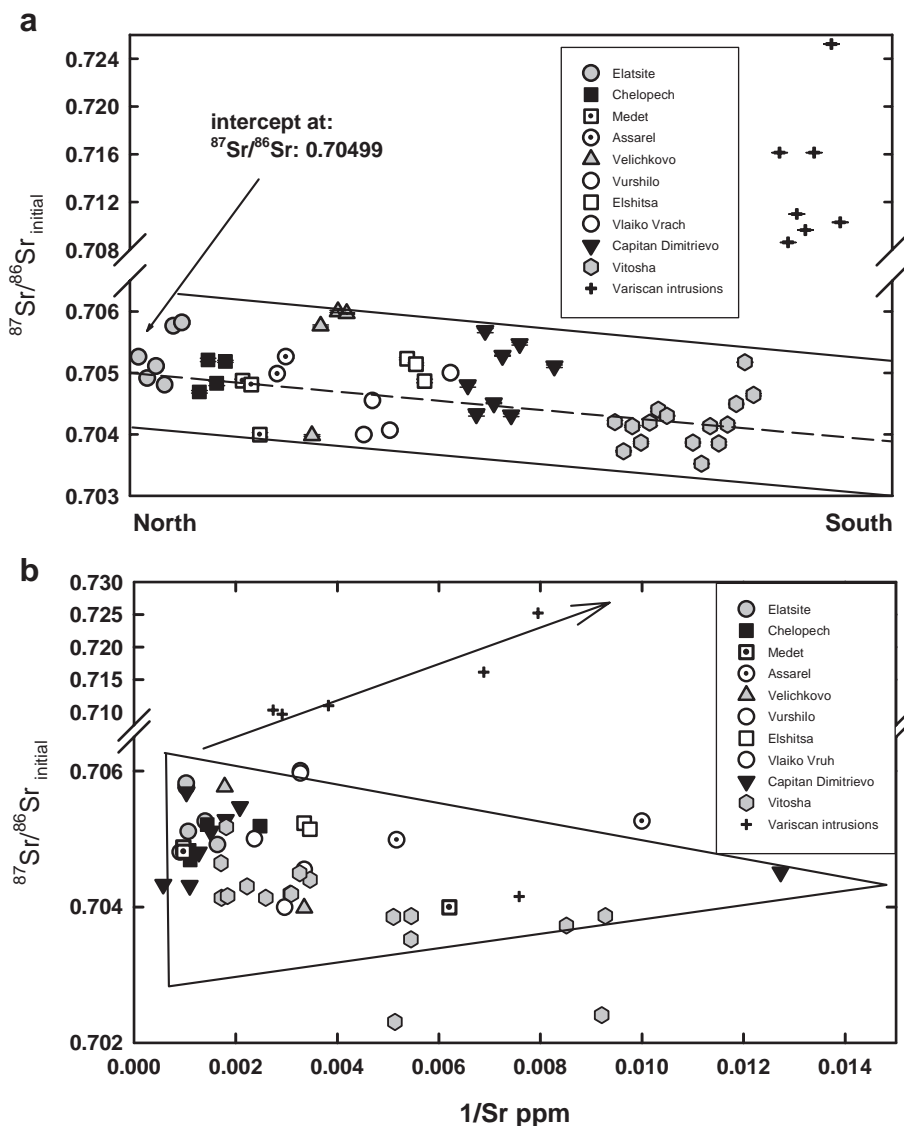 a
0.724
0.720
0.716
0.712
0.708
0.706
0.705
0.704
0.703
⁸⁷Sr/⁸⁶Sr initial
intercept at:
⁸⁷Sr/⁸⁶Sr: 0.70499
Elatsite
Chelopech
Medet
Assarel
Velichkovo
Vurshilo
Elshitsa
Vlaiko Vrach
Capitan Dimitrievo
Vitosha
Variscan intrusions
North South
b
0.730
0.725
0.720
0.715
0.710
0.706
0.704
0.702
⁸⁷Sr/⁸⁶Sr initial
Elatsite
Chelopech
Medet
Assarel
Velichkovo
Vurshilo
Elshitsa
Vlaiko Vruh
Capitan Dimitrievo
Vitosha
Variscan intrusions
0.000 0.002 0.004 0.006 0.008 0.010 0.012 0.014
1/Sr ppm